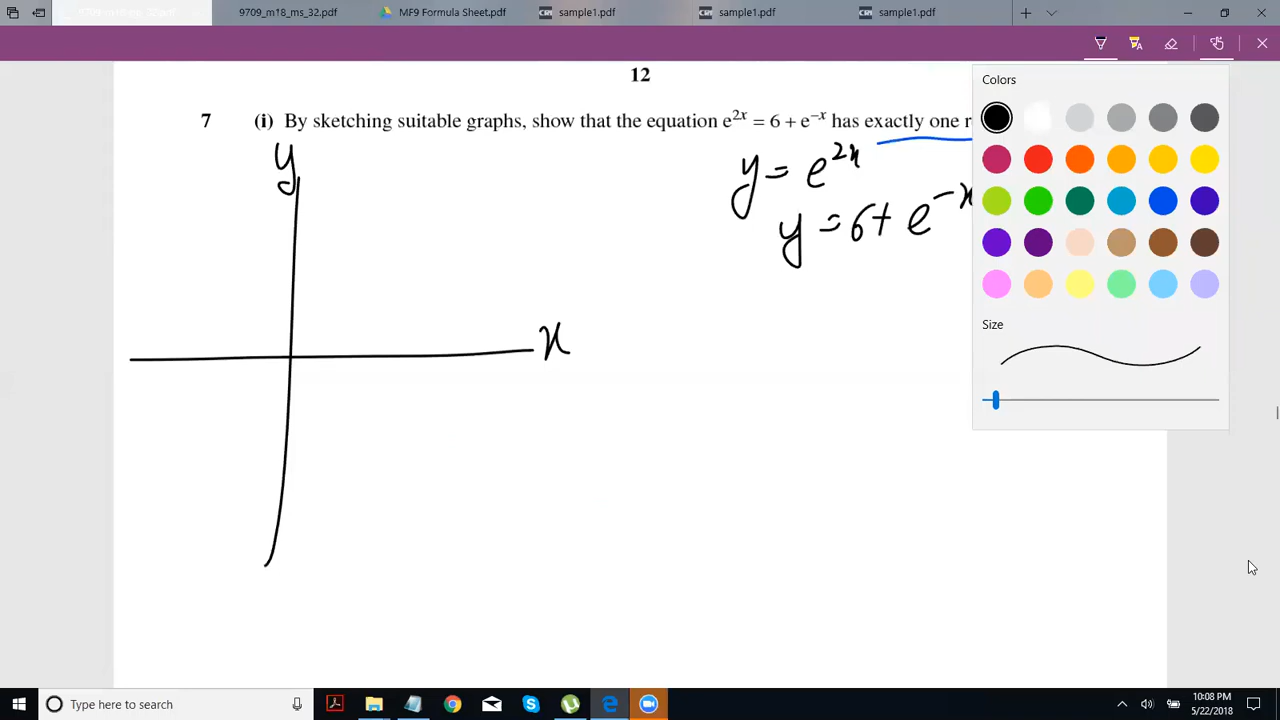 9709_m18_ms_32.pdf
MF9 Formula Sheet.pdf
sample1.pdf
sample1.pdf
sample1.pdf
12
Colors
7 (i) By sketching suitable graphs, show that the equation e^{2x} = 6 + e^{-x} has exactly one r
y
y = e^{2x}
y = 6 + e^{-x}
x
Size
Type here to search
10:08 PM
5/22/2018